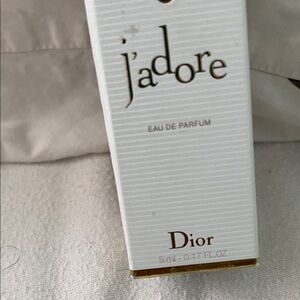 j'adore
EAU DE PARFUM
Dior
5 ml - 0.17 FL.OZ